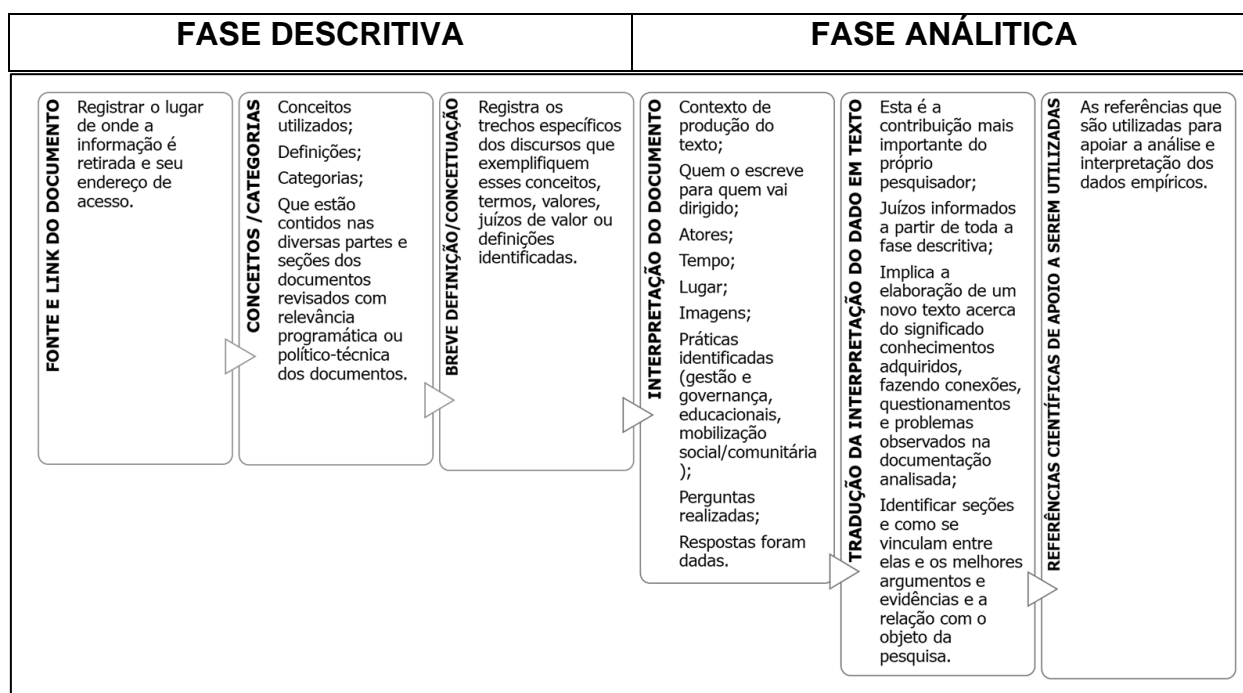 FASE DESCRITIVA
FASE ANÁLITICA
FONTE E LINK DO DOCUMENTO
Registrar o lugar
de onde a
informação é
retirada e seu
endereço de
acesso.
CONCEITOS /CATEGORIAS
Conceitos
utilizados;
Definições;
Categorias;
Que estão
contidos nas
diversas partes e
seções dos
documentos
revisados com
relevância
programática ou
político-técnica
dos documentos.
BREVE DEFINIÇÃO/CONCEITUAÇÃO
Registra os
trechos específicos
dos discursos que
exemplifiquem
esses conceitos,
termos, valores,
juízos de valor ou
definições
identificadas.
INTERPRETAÇÃO DO DOCUMENTO
Contexto de
produção do
texto;
Quem o escreve
para quem vai
dirigido;
Atores;
Tempo;
Lugar;
Imagens;
Práticas
identificadas
(gestão e
governança,
educacionais,
mobilização
social/comunitária
);
Perguntas
realizadas;
Respostas foram
dadas.
TRADUÇÃO DA INTERPRETAÇÃO DO DADO EM TEXTO
Esta é a
contribuição mais
importante do
próprio
pesquisador;
Juízos informados
a partir de toda a
fase descritiva;
Implica a
elaboração de um
novo texto acerca
do significado
conhecimentos
adquiridos,
fazendo conexões,
questionamentos
e problemas
observados na
documentação
analisada;
Identificar seções
e como se
vinculam entre
elas e os melhores
argumentos e
evidências e a
relação com o
objeto da
pesquisa.
REFERÊNCIAS CIENTÍFICAS DE APOIO A SEREM UTILIZADAS
As referências que
são utilizadas para
apoiar a análise e
interpretação dos
dados empíricos.